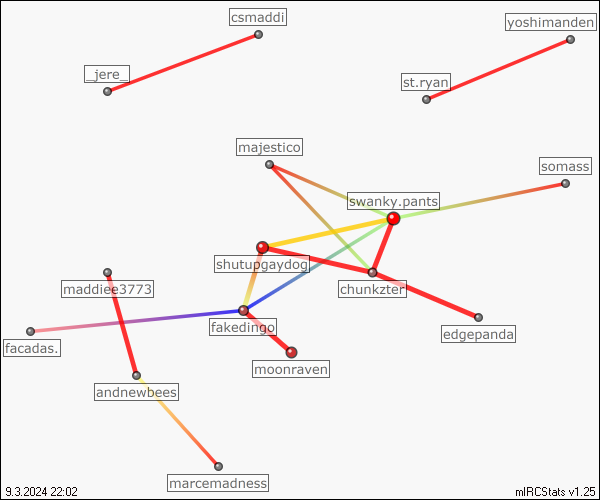 csmaddi
yoshimanden
_jere_
st.ryan
majestico
somass
swanky.pants
shutupgaydog
maddiee3773
chunkzter
fakedingo
edgepanda
facadas.
moonraven
andnewbees
marcemadness
9.3.2024 22:02
mIRCStats v1.25